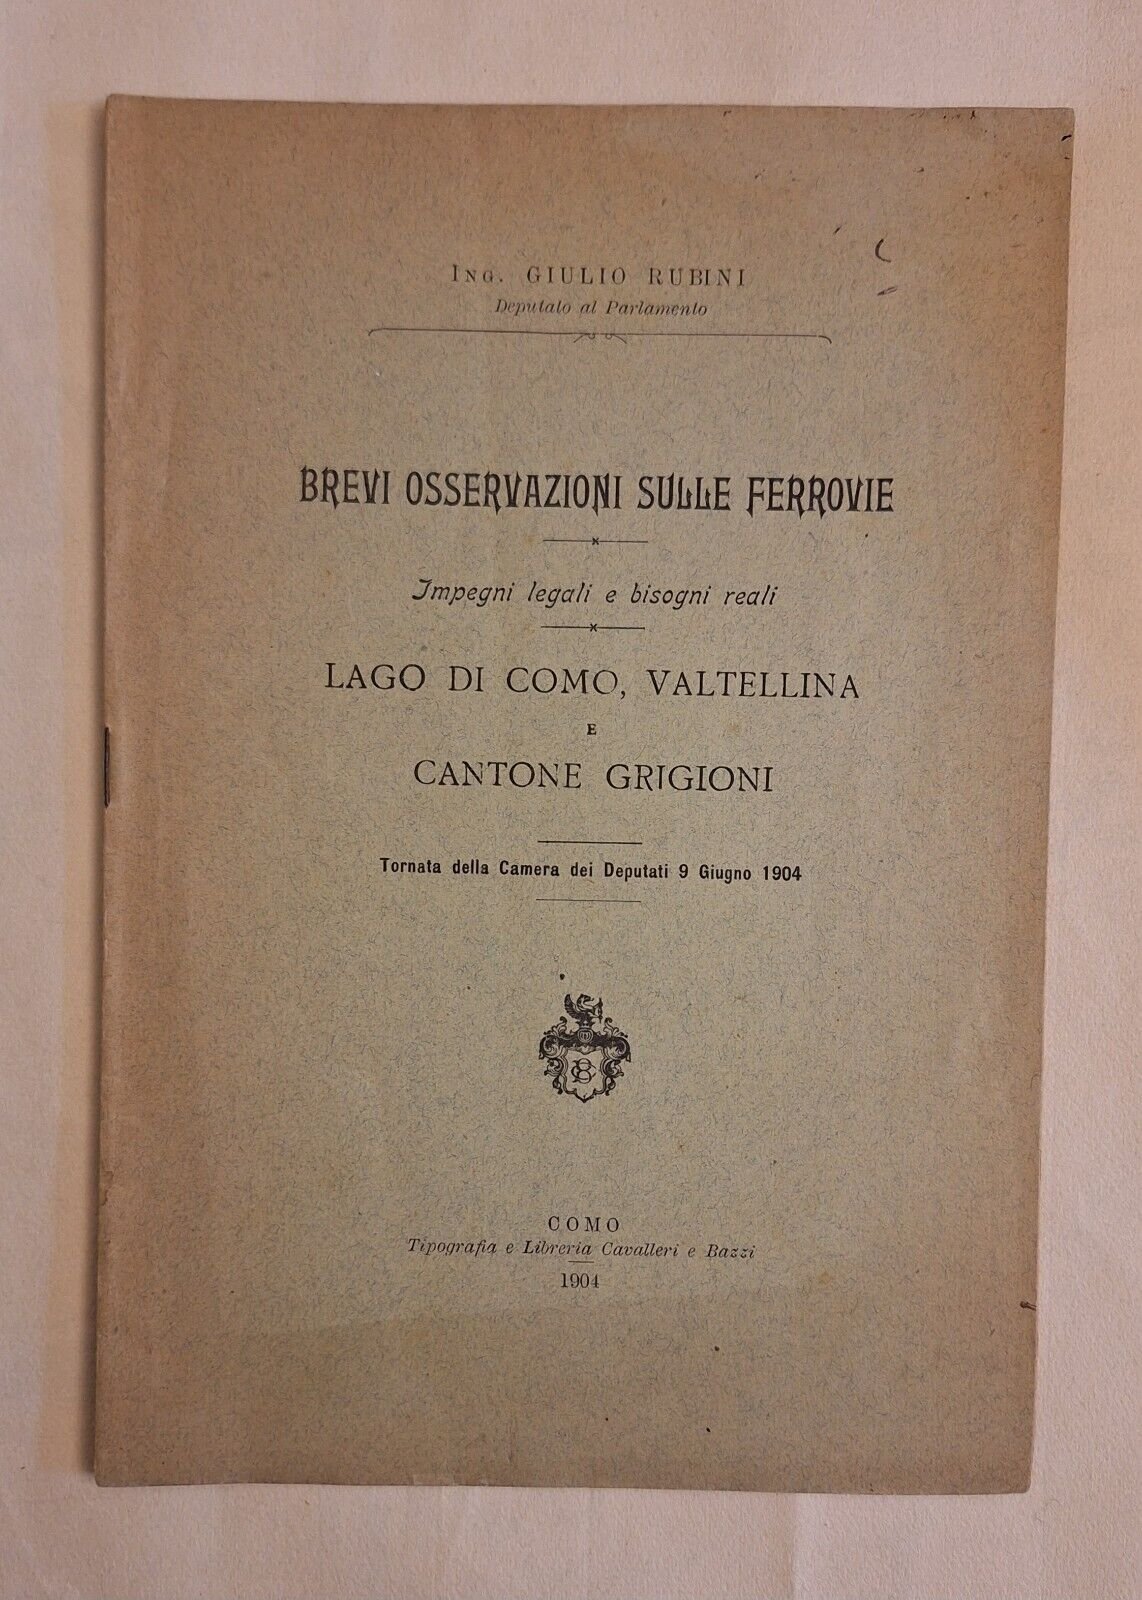 ING. GIULIO RUBINI
Deputato al Parlamento
BREVI OSSERVAZIONI SULLE FERROVIE
Impegni legali e bisogni reali
LAGO DI COMO, VALTELLINA
E
CANTONE GRIGIONI
Tornata della Camera dei Deputati 9 Giugno 1904
COMO
Tipografia e Libreria Cavalleri e Bazzi
1904